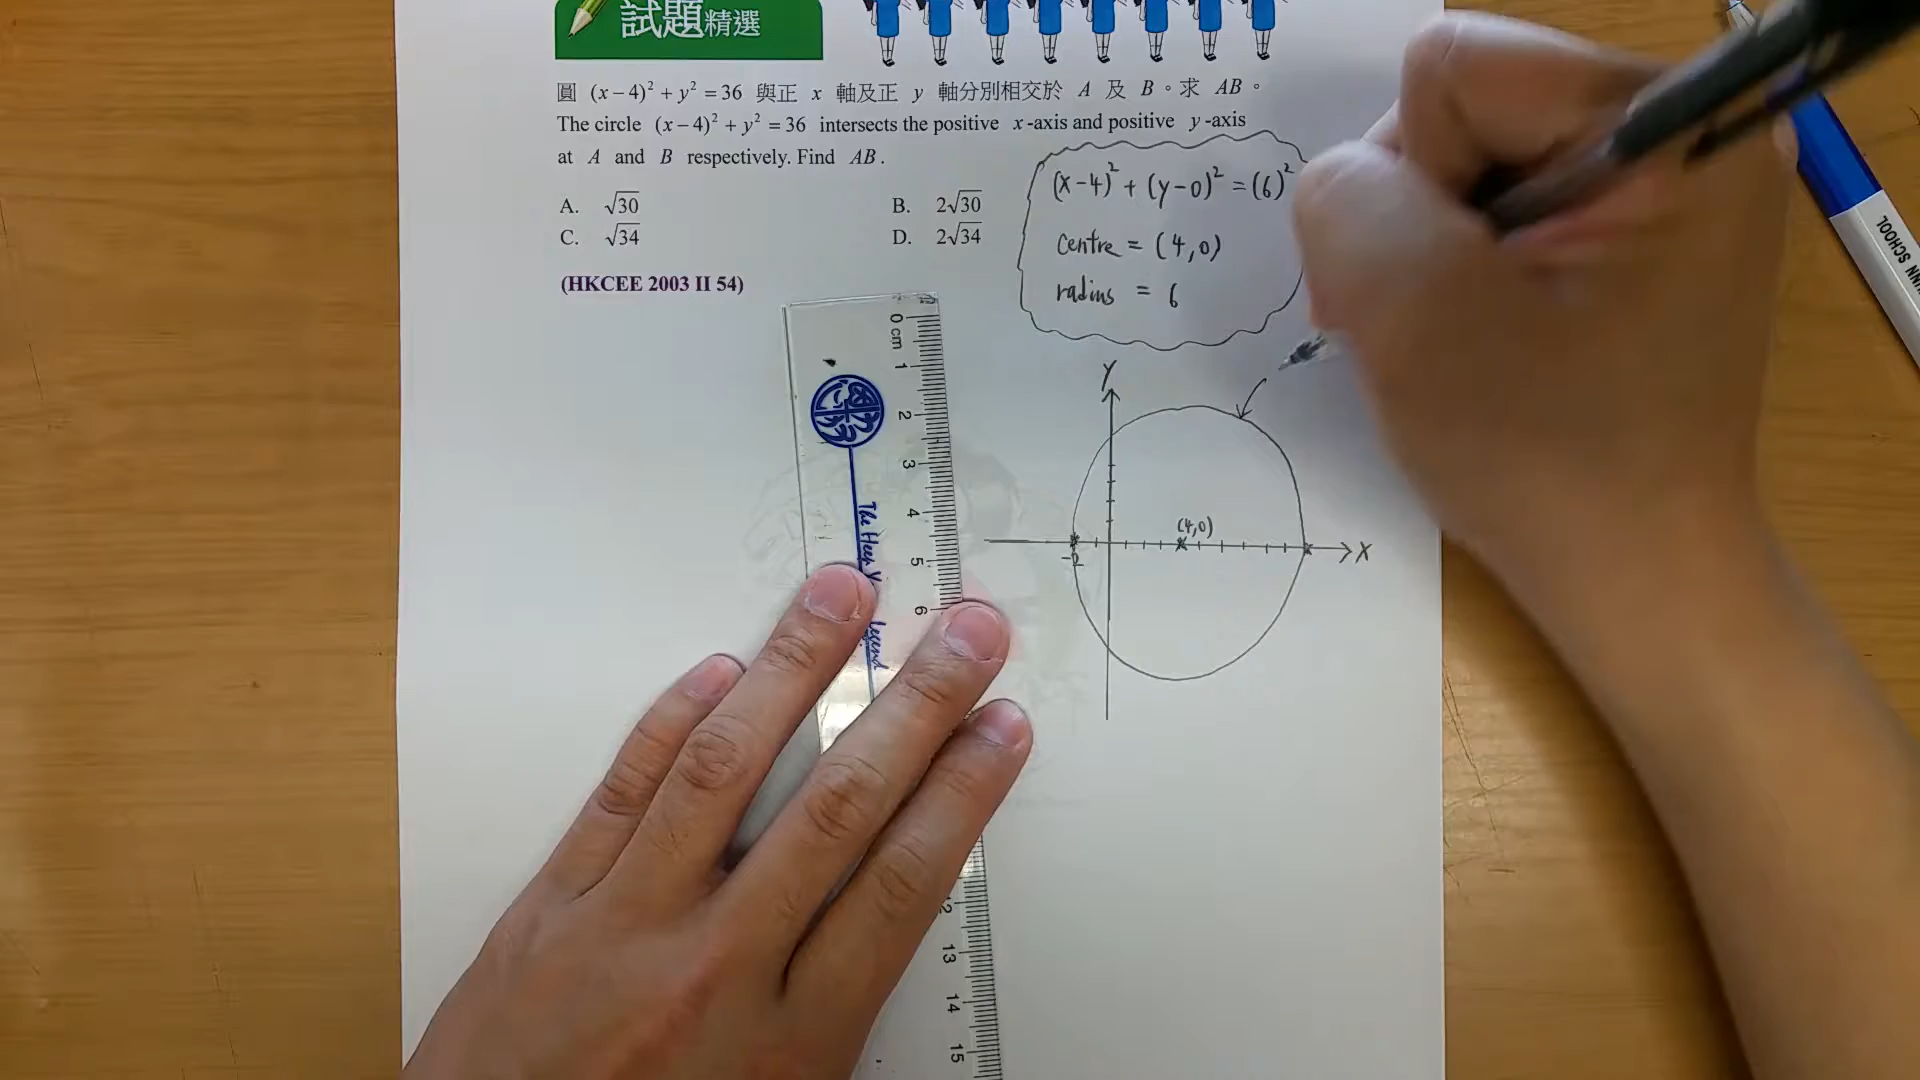 試題精選
圓 (x−4)² + y² = 36 與正 x 軸及正 y 軸分別相交於 A 及 B。求 AB。
The circle (x−4)² + y² = 36 intersects the positive x-axis and positive y-axis
at A and B respectively. Find AB.
A. √30 B. 2√30
C. √34 D. 2√34
(HKCEE 2003 II 54)
(x−4)² + (y−0)² = (6)²
centre = (4,0)
radius = 6
y
(4,0)
x
-2
0 cm 1 2 3 4 5 6
The Heep
Legend
12 13 14 15
SCHOOL